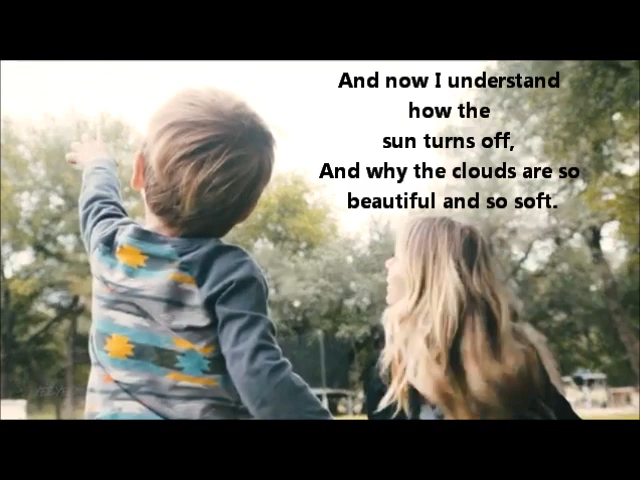 And now I understand
how the
sun turns off,
And why the clouds are so
beautiful and so soft.